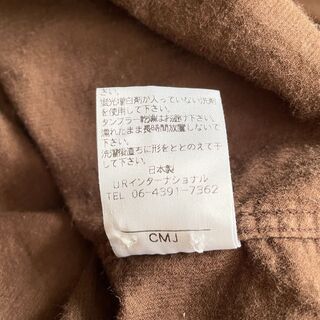 さい。
蛍光増白剤が入っていない洗剤
を使用して下さい。
タンブラー乾燥はお避け下さい。
濡れたまま長時間放置しないで
下さい。
洗濯後直ちに形をととのえて干
して下さい。
日本製
URインターナショナル
TEL 06-4391-7362
CMJ